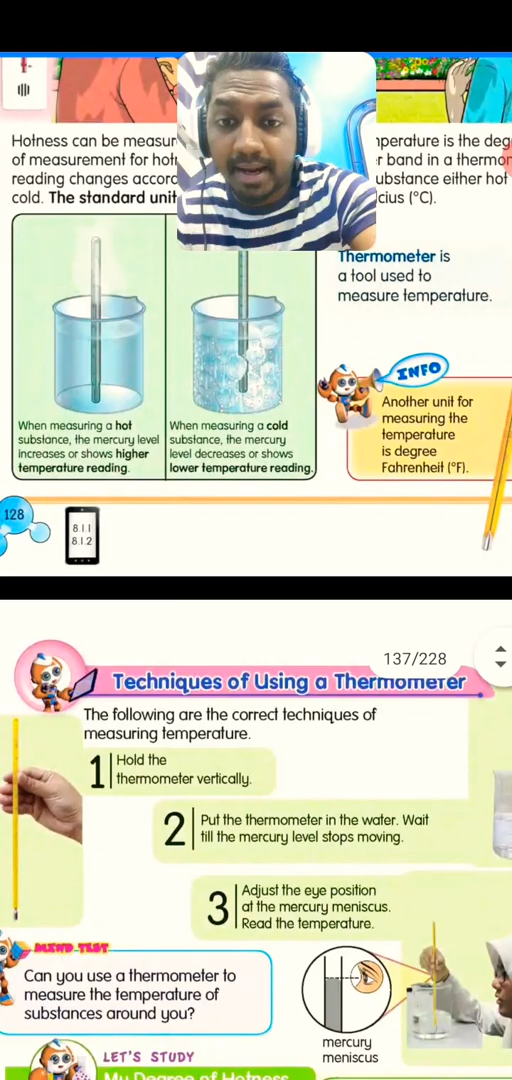 Hotness can be measur
of measurement for hot
reading changes accord
cold. The standard unit
perature is the deg
r band in a thermom
ubstance either hot
cius (°C).
Thermometer is
a tool used to
measure temperature.
When measuring a hot
substance, the mercury level
increases or shows higher
temperature reading.
When measuring a cold
substance, the mercury
level decreases or shows
lower temperature reading.
INFO
Another unit for
measuring the
temperature
is degree
Fahrenheit (°F).
128
8.1.1
8.1.2
137/228
Techniques of Using a Thermometer
The following are the correct techniques of
measuring temperature.
1 Hold the
thermometer vertically.
2 Put the thermometer in the water. Wait
till the mercury level stops moving.
3 Adjust the eye position
at the mercury meniscus.
Read the temperature.
MIND TEST
Can you use a thermometer to
measure the temperature of
substances around you?
mercury
meniscus
LET'S STUDY
My Degree of Hotness